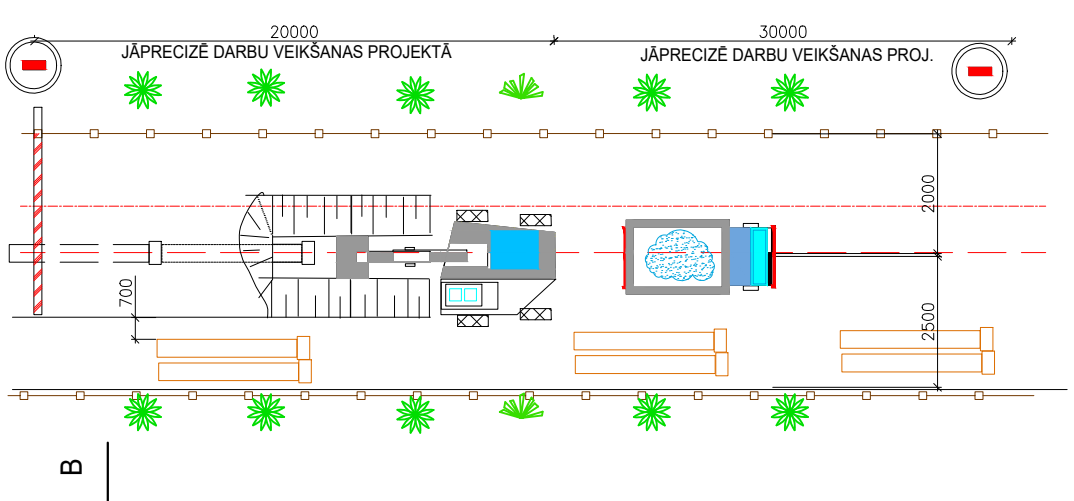 20000
30000
JĀPRECIZĒ DARBU VEIKŠANAS PROJEKTĀ
JĀPRECIZĒ DARBU VEIKŠANAS PROJ.
2000
700
2500
B